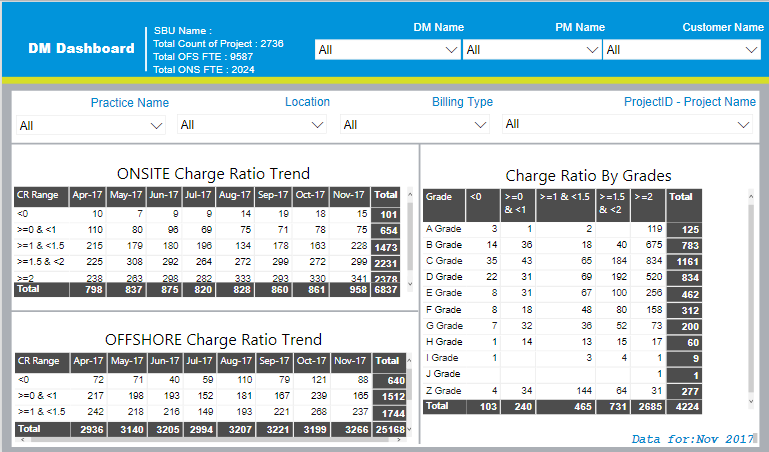 DM Dashboard
SBU Name :
Total Count of Project : 2736
Total OFS FTE : 9587
Total ONS FTE : 2024
DM Name PM Name Customer Name
All All All
Practice Name Location Billing Type ProjectID - Project Name
All All All All
ONSITE Charge Ratio Trend
CR Range Apr-17 May-17 Jun-17 Jul-17 Aug-17 Sep-17 Oct-17 Nov-17 Total
<0 10 7 9 9 14 19 18 15 101
>=0 & <1 110 80 96 69 75 71 78 75 654
>=1 & <1.5 215 179 180 196 134 178 163 228 1473
>=1.5 & <2 225 308 292 264 272 299 272 299 2231
>=2 238 263 298 282 333 293 330 341 2378
Total 798 837 875 820 828 860 861 958 6837
OFFSHORE Charge Ratio Trend
CR Range Apr-17 May-17 Jun-17 Jul-17 Aug-17 Sep-17 Oct-17 Nov-17 Total
<0 72 71 40 59 110 79 121 88 640
>=0 & <1 217 198 193 152 181 167 239 165 1512
>=1 & <1.5 242 218 216 149 193 221 268 237 1744
Total 2936 3140 3205 2994 3207 3221 3199 3266 25168
Charge Ratio By Grades
Grade <0 >=0 & <1 >=1 & <1.5 >=1.5 & <2 >=2 Total
A Grade 3 1 2 119 125
B Grade 14 36 18 40 675 783
C Grade 35 43 65 184 834 1161
D Grade 22 31 69 192 520 834
E Grade 8 31 67 100 256 462
F Grade 8 18 48 80 158 312
G Grade 7 32 36 52 73 200
H Grade 1 14 13 15 17 60
I Grade 1 3 4 1 9
J Grade 1 1
Z Grade 4 34 144 64 31 277
Total 103 240 465 731 2685 4224
Data for:Nov 2017